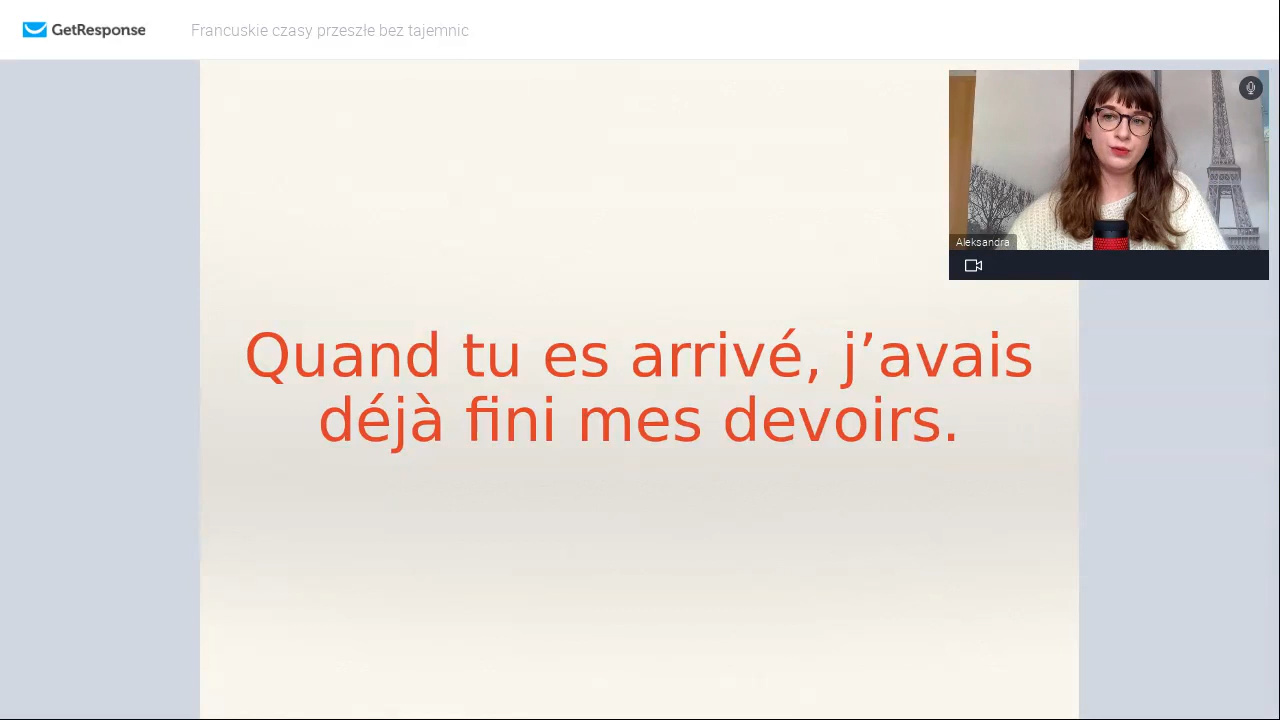 GetResponse
Francuskie czasy przeszłe bez tajemnic
Aleksandra
Quand tu es arrivé, j’avais
déjà fini mes devoirs.